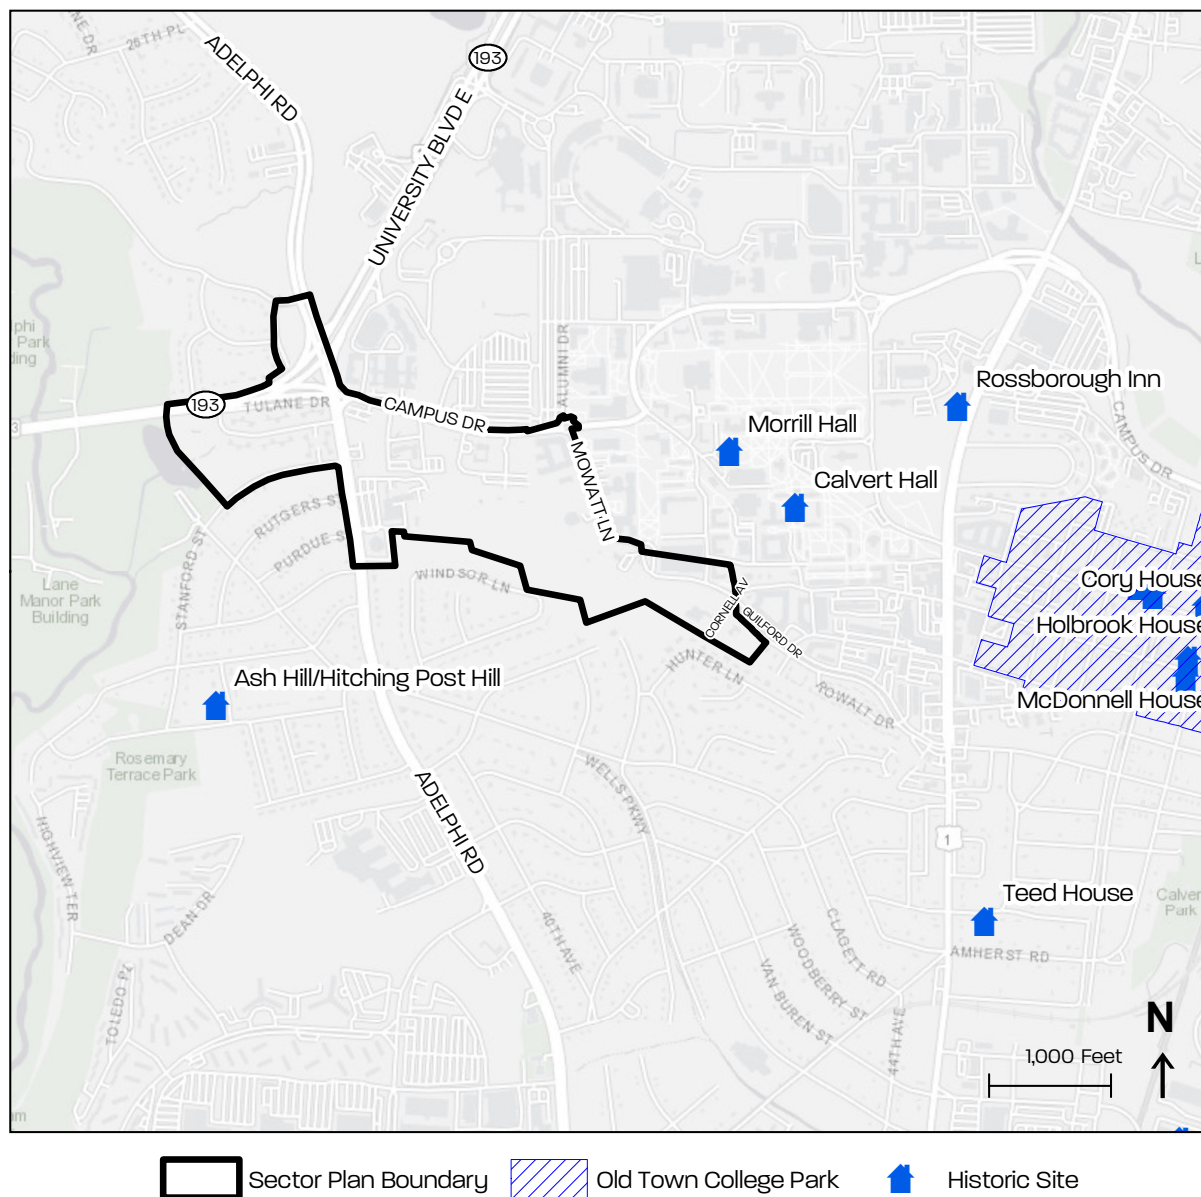 26TH PL
ADELPHI RD
193
UNIVERSITY BLVD E
lphi
Park
ding
193
TULANE DR
CAMPUS DR
ALUMNI DR
MOWATT LN
Rossborough Inn
Morrill Hall
Calvert Hall
CAMPUS DR
RUTGERS ST
PURDUE S
STANFORD ST
WINDSOR LN
Lane
Manor Park
Building
CORNELL AV
GUILFORD DR
HUNTER LN
ROWALT DR
Cory House
Holbrook House
McDonnell House
Ash Hill/Hitching Post Hill
Rosemary
Terrace Park
ADELPHI RD
WELLS PKWY
HIGHVIEW TER
DEAN DR
TOLEDO PL
40TH AVE
CLAGETT RD
WOODBERRY ST
VAN BUREN ST
44TH AVE
1
Teed House
AMHERST RD
Calver
Park
N
1,000 Feet
Sector Plan Boundary
Old Town College Park
Historic Site